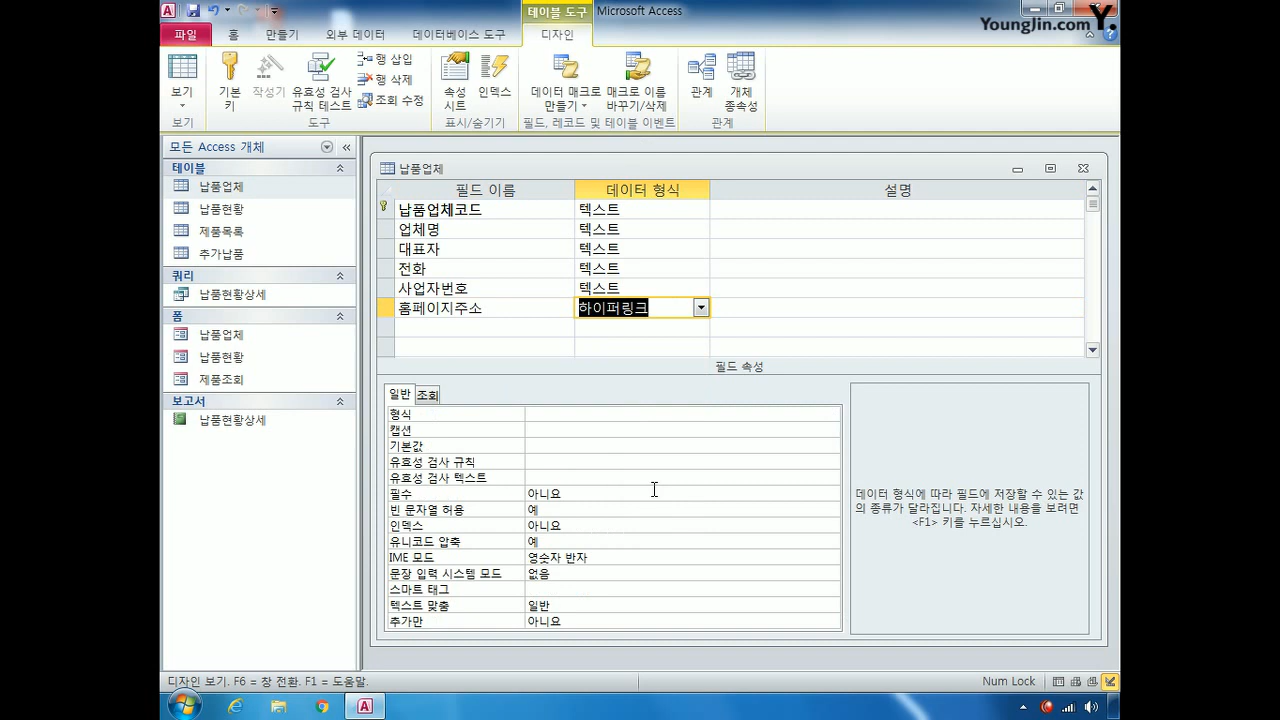 테이블 도구
Microsoft Access
YoungJin.com Y.
파일
홈
만들기
외부 데이터
데이터베이스 도구
디자인
보기
기본 키
작성기
유효성 검사 규칙 테스트
행 삽입
행 삭제
조회 수정
속성 시트
인덱스
데이터 매크로 만들기
매크로 이름 바꾸기/삭제
관계
개체 종속성
보기
도구
표시/숨기기
필드, 레코드 및 테이블 이벤트
관계
모든 Access 개체
테이블
납품업체
납품현황
제품목록
추가납품
쿼리
납품현황상세
폼
납품업체
납품현황
제품조회
보고서
납품현황상세
납품업체
필드 이름 데이터 형식 설명
납품업체코드 텍스트
업체명 텍스트
대표자 텍스트
전화 텍스트
사업자번호 텍스트
홈페이지주소 하이퍼링크
필드 속성
일반 조회
형식
캡션
기본값
유효성 검사 규칙
유효성 검사 텍스트
필수 아니요
빈 문자열 허용 예
인덱스 아니요
유니코드 압축 예
IME 모드 영숫자 반자
문장 입력 시스템 모드 없음
스마트 태그
텍스트 맞춤 일반
추가만 아니요
데이터 형식에 따라 필드에 저장할 수 있는 값
의 종류가 달라집니다. 자세한 내용을 보려면
<F1> 키를 누르십시오.
디자인 보기. F6 = 창 전환. F1 = 도움말.
Num Lock